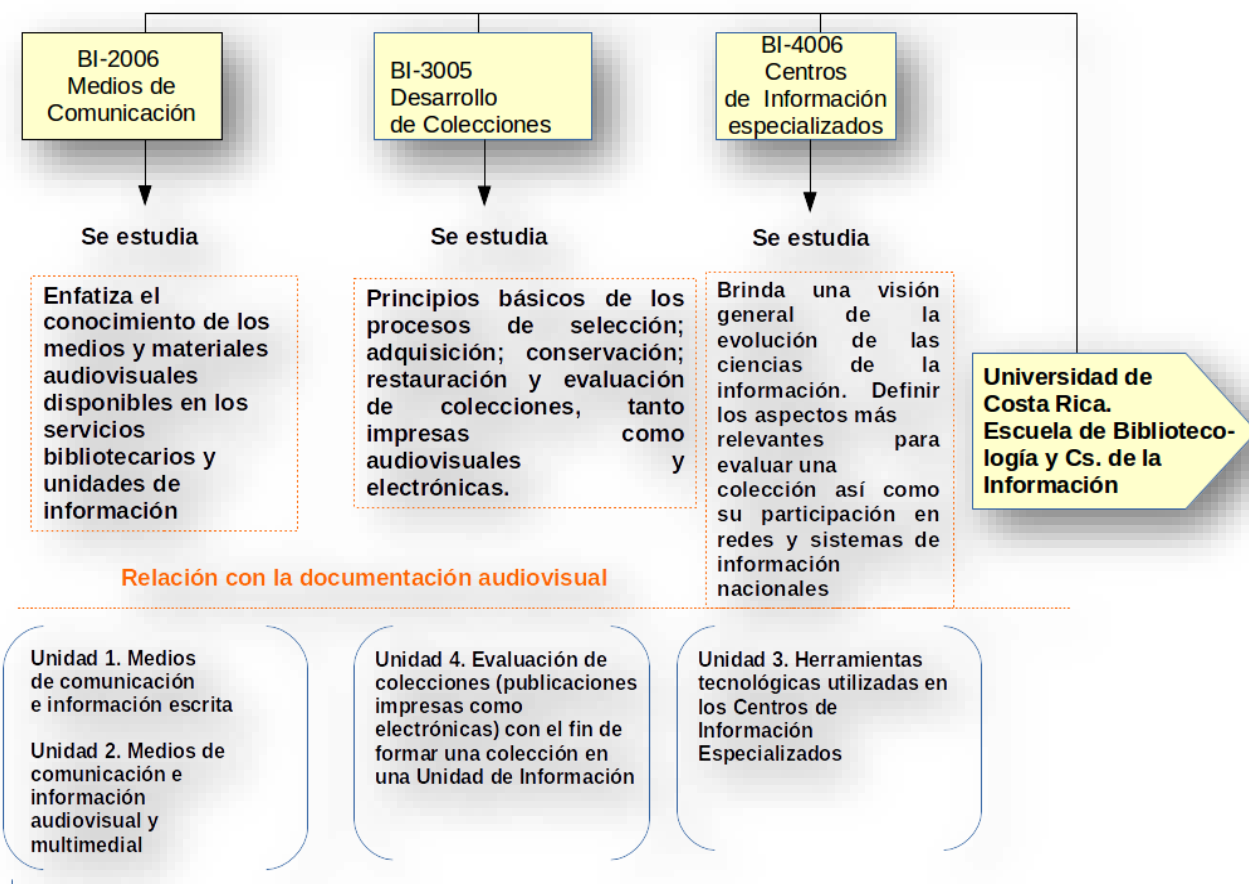 BI-2006
Medios de
Comunicación
BI-3005
Desarrollo
de Colecciones
BI-4006
Centros
de Información
especializados
Se estudia
Se estudia
Se estudia
Enfatiza el
conocimiento de los
medios y materiales
audiovisuales
disponibles en los
servicios
bibliotecarios y
unidades de
información
Principios básicos de los
procesos de selección;
adquisición; conservación;
restauración y evaluación
de colecciones, tanto
impresas como
audiovisuales y
electrónicas.
Brinda una visión
general de la
evolución de las
ciencias de la
información. Definir
los aspectos más
relevantes para
evaluar una
colección así como
su participación en
redes y sistemas de
información
nacionales
Universidad de
Costa Rica.
Escuela de Biblioteco-
logía y Cs. de la
Información
Relación con la documentación audiovisual
Unidad 1. Medios
de comunicación
e información escrita
Unidad 2. Medios de
comunicación e
información
audiovisual y
multimedial
Unidad 4. Evaluación de
colecciones (publicaciones
impresas como
electrónicas) con el fin de
formar una colección en
una Unidad de Información
Unidad 3. Herramientas
tecnológicas utilizadas en
los Centros de
Información
Especializados